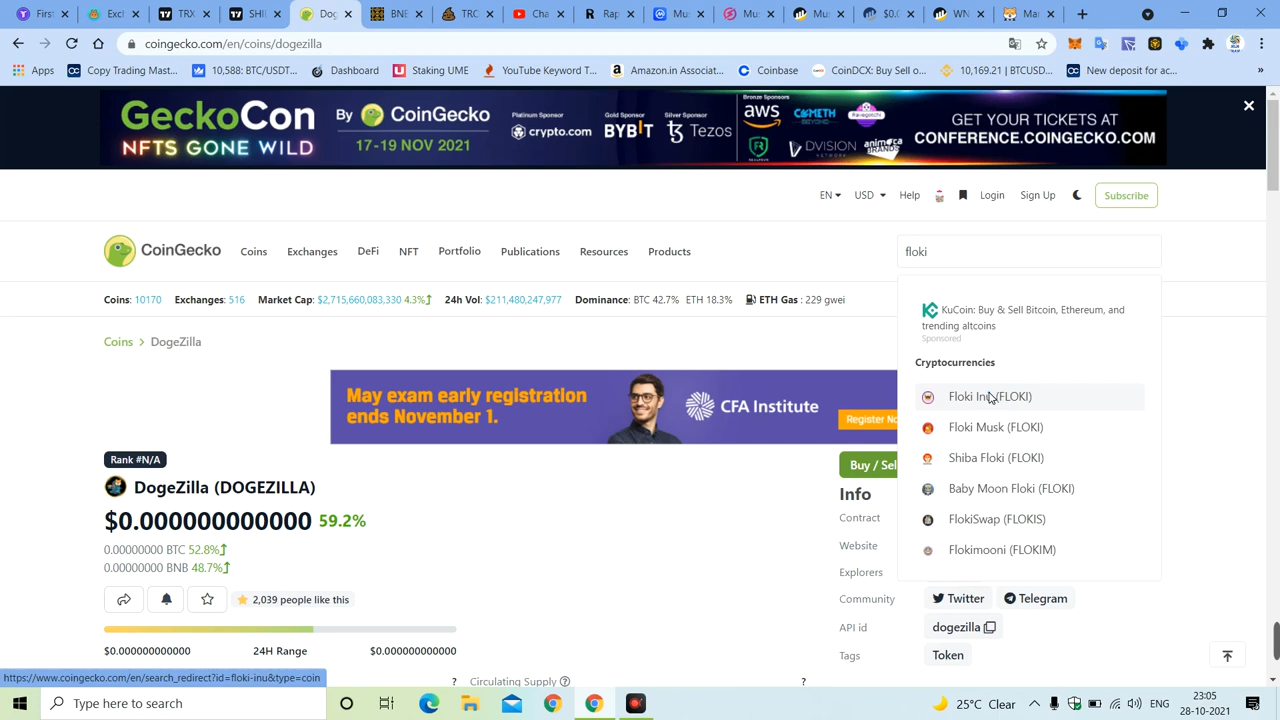 First
TRX
TRX
Dog
coingecko.com/en/coins/dogezilla
Apps
Copy Trading Mast...
10,588: BTC/USDT...
Dashboard
Staking UME
YouTube Keyword T...
Amazon.in Associat...
Coinbase
CoinDCX: Buy Sell o...
10,169.21 | BTCUSD...
New deposit for ac...
»
GeckoCon
NFTS GONE WILD
By CoinGecko
17-19 NOV 2021
Platinum Sponsor
crypto.com
Gold Sponsor
BYBIT
Silver Sponsor
Tezos
Bronze Sponsors
aws
COMETH
DVISION
NETWORK
animoca
BRANDS
GET YOUR TICKETS AT
CONFERENCE.COINGECKO.COM
EN
USD
Help
Login
Sign Up
Subscribe
CoinGecko
Coins
Exchanges
DeFi
NFT
Portfolio
Publications
Resources
Products
floki
Coins: 10170
Exchanges: 516
Market Cap: $2,715,660,083,330 4.3%
24h Vol: $211,480,247,977
Dominance: BTC 42.7% ETH 18.3%
ETH Gas : 229 gwei
KuCoin: Buy & Sell Bitcoin, Ethereum, and
trending altcoins
Sponsored
Cryptocurrencies
Floki Inu (FLOKI)
Floki Musk (FLOKI)
Shiba Floki (FLOKI)
Baby Moon Floki (FLOKI)
FlokiSwap (FLOKIS)
Flokimooni (FLOKIM)
Coins > DogeZilla
May exam early registration
ends November 1.
CFA Institute
Register No
Rank #N/A
DogeZilla (DOGEZILLA)
$0.000000000000 59.2%
0.00000000 BTC 52.8%
0.00000000 BNB 48.7%
2,039 people like this
$0.000000000000
24H Range
$0.000000000000
Buy / Sel
Info
Contract
Website
Explorers
Community
Twitter
Telegram
API id
dogezilla
Tags
Token
https://www.coingecko.com/en/search_redirect?id=floki-inu&type=coin
?
Circulating Supply
?
Type here to search
25°C Clear
ENG
23:05
28-10-2021